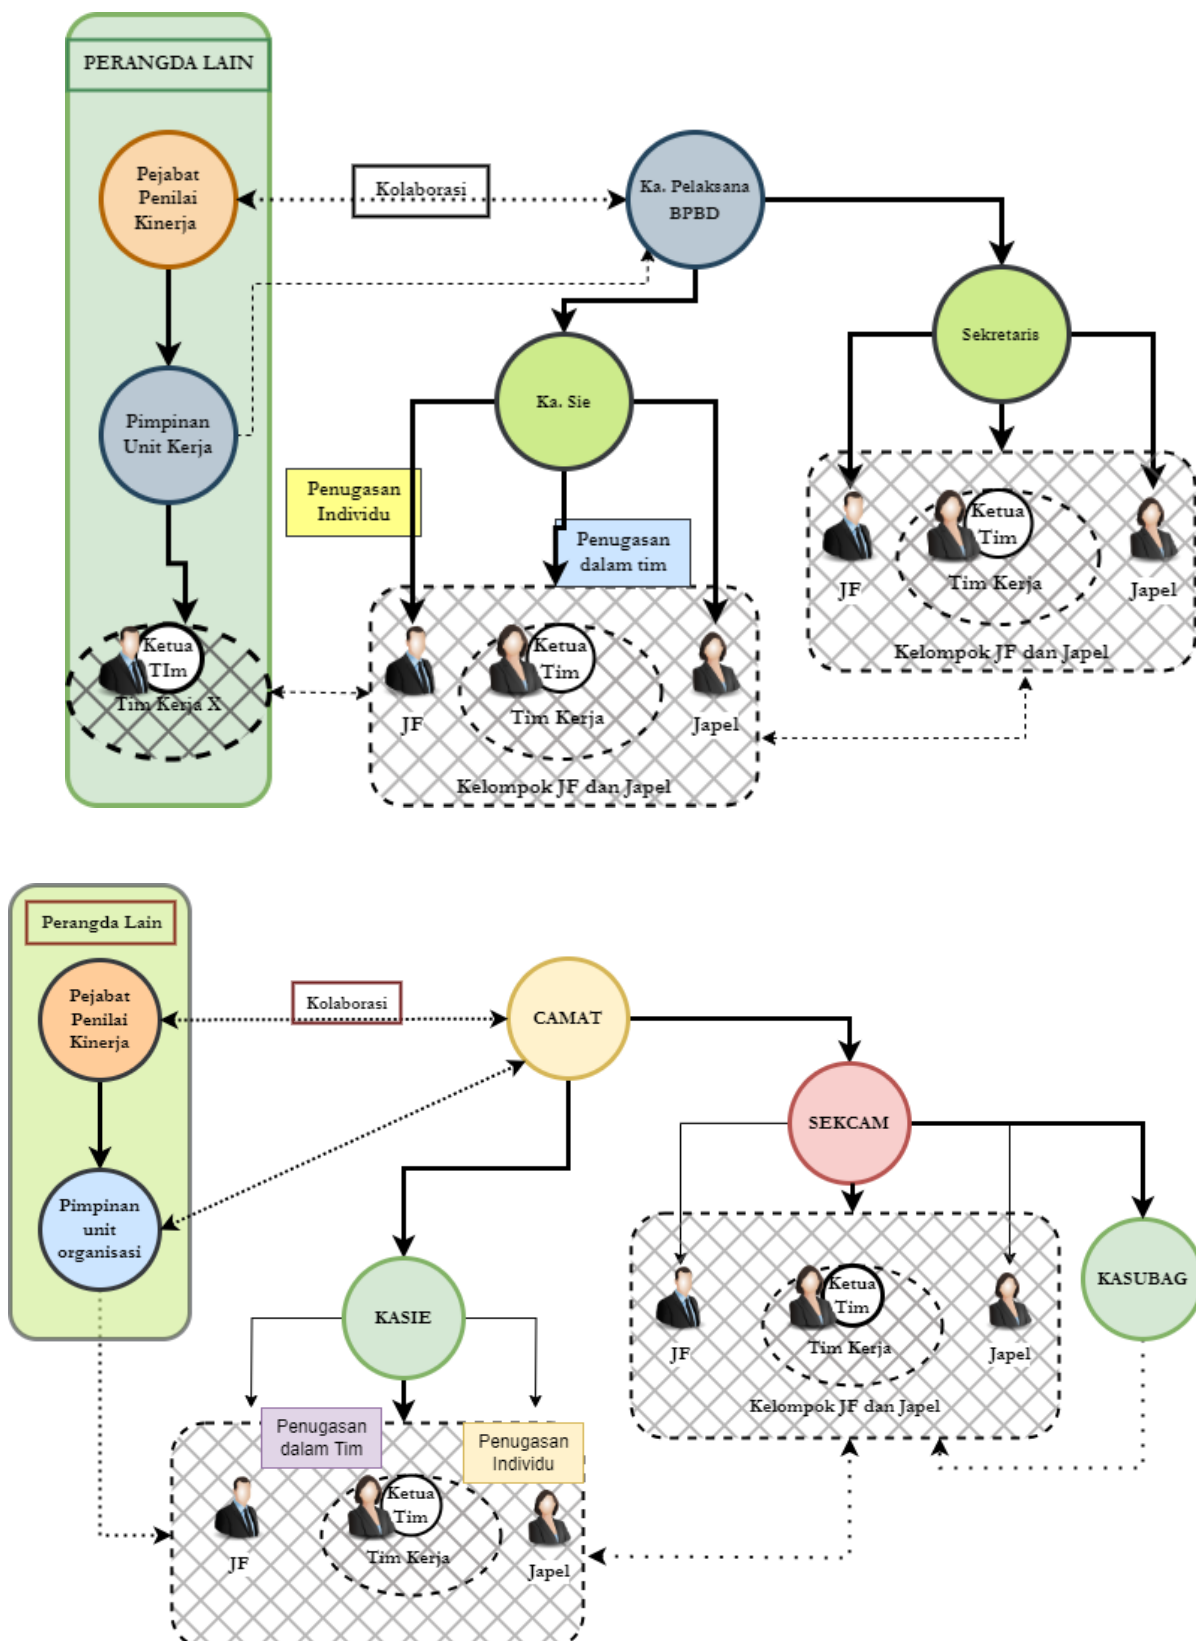 PERANGDA LAIN
Pejabat
Penilai
Kinerja
Kolaborasi
Ka. Pelaksana
BPBD
Sekretaris
Pimpinan
Unit Kerja
Ka. Sie
Penugasan
Individu
Penugasan
dalam tim
Ketua
TIm
Tim Kerja X
JF
Ketua
Tim
Tim Kerja
Japel
Kelompok JF dan Japel
JF
Ketua
Tim
Tim Kerja
Japel
Kelompok JF dan Japel
Perangda Lain
Pejabat
Penilai
Kinerja
Kolaborasi
CAMAT
SEKCAM
Pimpinan
unit
organisasi
KASIE
KASUBAG
JF
Ketua
Tim
Tim Kerja
Japel
Kelompok JF dan Japel
Penugasan
dalam Tim
Penugasan
Individu
JF
Ketua
Tim
Tim Kerja
Japel